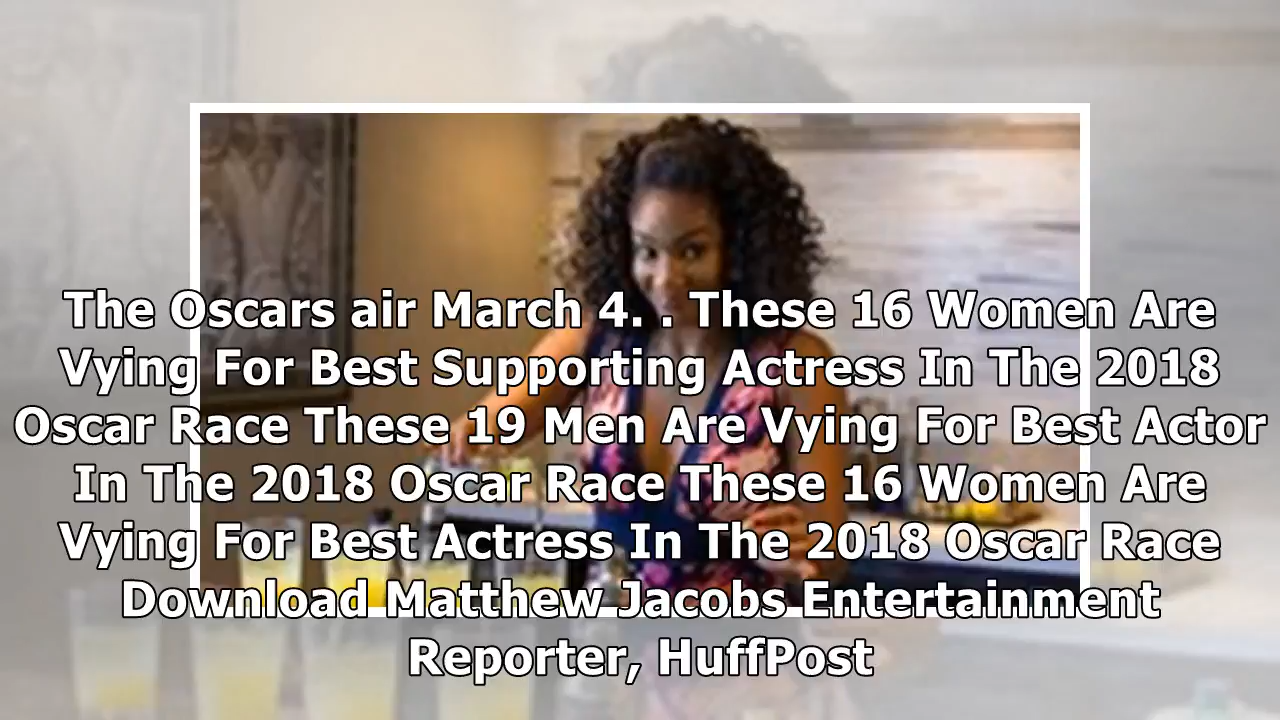 The Oscars air March 4. . These 16 Women Are
Vying For Best Supporting Actress In The 2018
Oscar Race These 19 Men Are Vying For Best Actor
In The 2018 Oscar Race These 16 Women Are
Vying For Best Actress In The 2018 Oscar Race
Download Matthew Jacobs Entertainment
Reporter, HuffPost